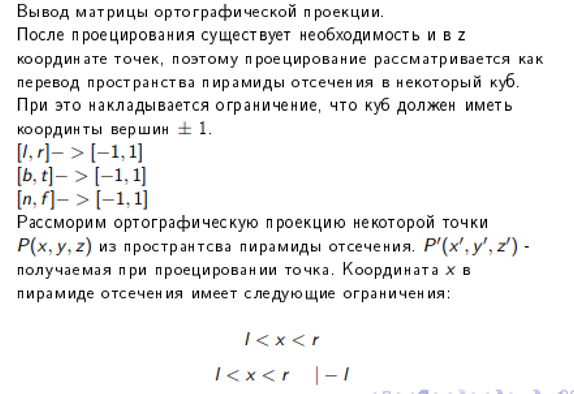 Вывод матрицы ортографической проекции.
После проецирования существует необходимость и в z
координате точек, поэтому проецирование рассматривается как
перевод пространства пирамиды отсечения в некоторый куб.
При это накладывается ограничение, что куб должен иметь
координты вершин ± 1.
[l, r]− > [−1, 1]
[b, t]− > [−1, 1]
[n, f]− > [−1, 1]
Рассморим ортографическую проекцию некоторой точки
P(x, y, z) из пространтсва пирамиды отсечения. P′(x′, y′, z′) -
получаемая при проецировании точка. Координата x в
пирамиде отсечения имеет следующие ограничения:
l < x < r
l < x < r | − l